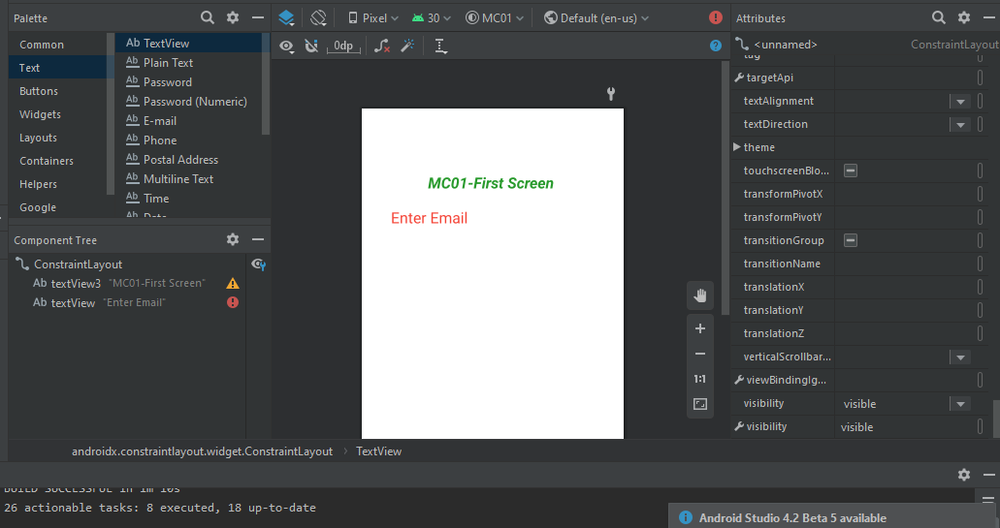 Palette
Common
Text
Buttons
Widgets
Layouts
Containers
Helpers
Google
Ab TextView
Ab Plain Text
Ab Password
Ab Password (Numeric)
Ab E-mail
Ab Phone
Ab Postal Address
Ab Multiline Text
Ab Time
Ab Date
Component Tree
ConstraintLayout
Ab textView3 "MC01-First Screen"
Ab textView "Enter Email"
Pixel 30 MC01 Default (en-us)
0dp
MC01-First Screen
Enter Email
1:1
Attributes
<unnamed> ConstraintLayout
tag
targetApi
textAlignment
textDirection
theme
touchscreenBlo...
transformPivotX
transformPivotY
transitionGroup
transitionName
translationX
translationY
translationZ
verticalScrollbar...
viewBindingIg...
visibility visible
visibility visible
androidx.constraintlayout.widget.ConstraintLayout › TextView
BUILD SUCCESSFUL in 1m 10s
26 actionable tasks: 8 executed, 18 up-to-date
Android Studio 4.2 Beta 5 available